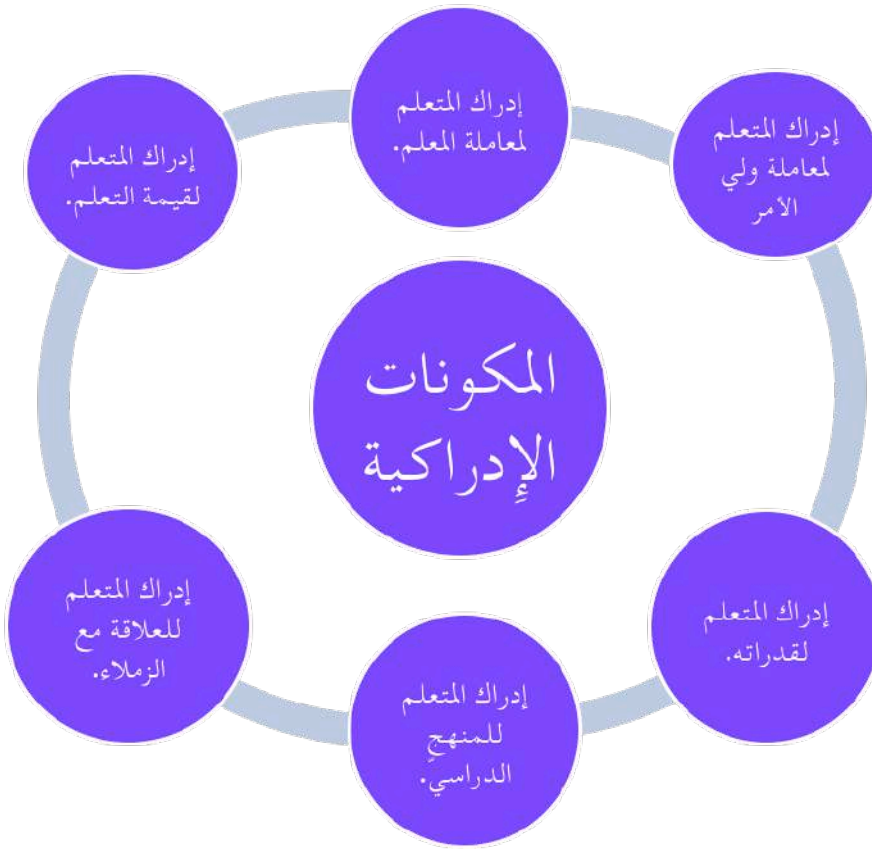 إدراك المتعلم
لمعاملة المعلم.
إدراك المتعلم
لمعاملة ولي
الأمر
إدراك المتعلم
لقيمة التعلم.
المكونات
الإِدراكية
إدراك المتعلم
لقدراته.
إدراك المتعلم
للعلاقة مع
الزملاء.
إدراك المتعلم
للمنهج
الدراسيّ.